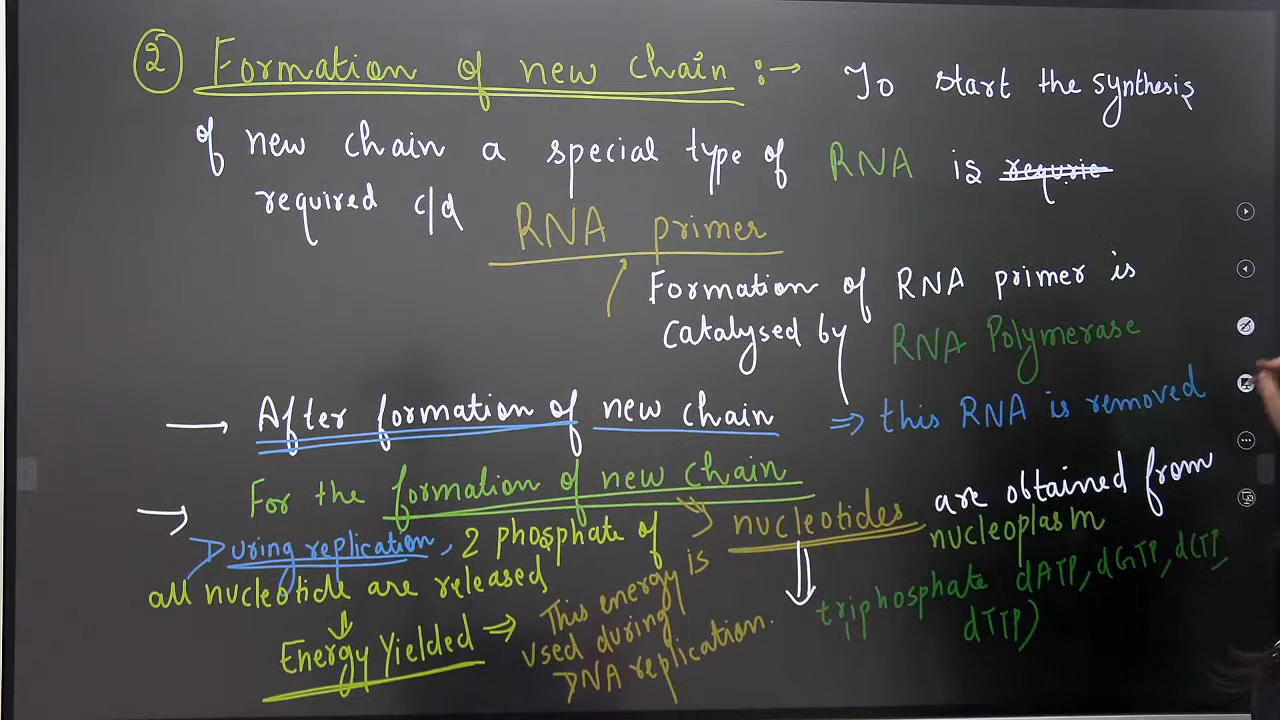 ② Formation of new chain :→ To start the synthesis
of new chain a special type of RNA is requrie
required c/d RNA primer
Formation of RNA primer is
Catalysed by RNA Polymerase
→ After formation of new chain ⇒ this RNA is removed
→ For the formation of new chain nucleotides are obtained from
nucleoplasm
During replication, 2 phosphate of
all nucleotide are released
triphosphate dATP, dGTP, dCTP,
dTTP)
Energy Yielded ⇒ This energy is
used during
DNA replication.